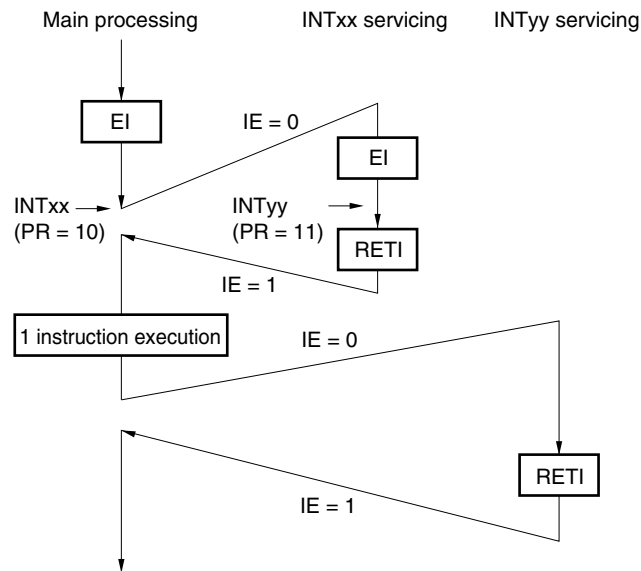 Main processing
INTxx servicing
INTyy servicing
EI
IE = 0
EI
INTxx
(PR = 10)
INTyy
(PR = 11)
RETI
IE = 1
1 instruction execution
IE = 0
RETI
IE = 1